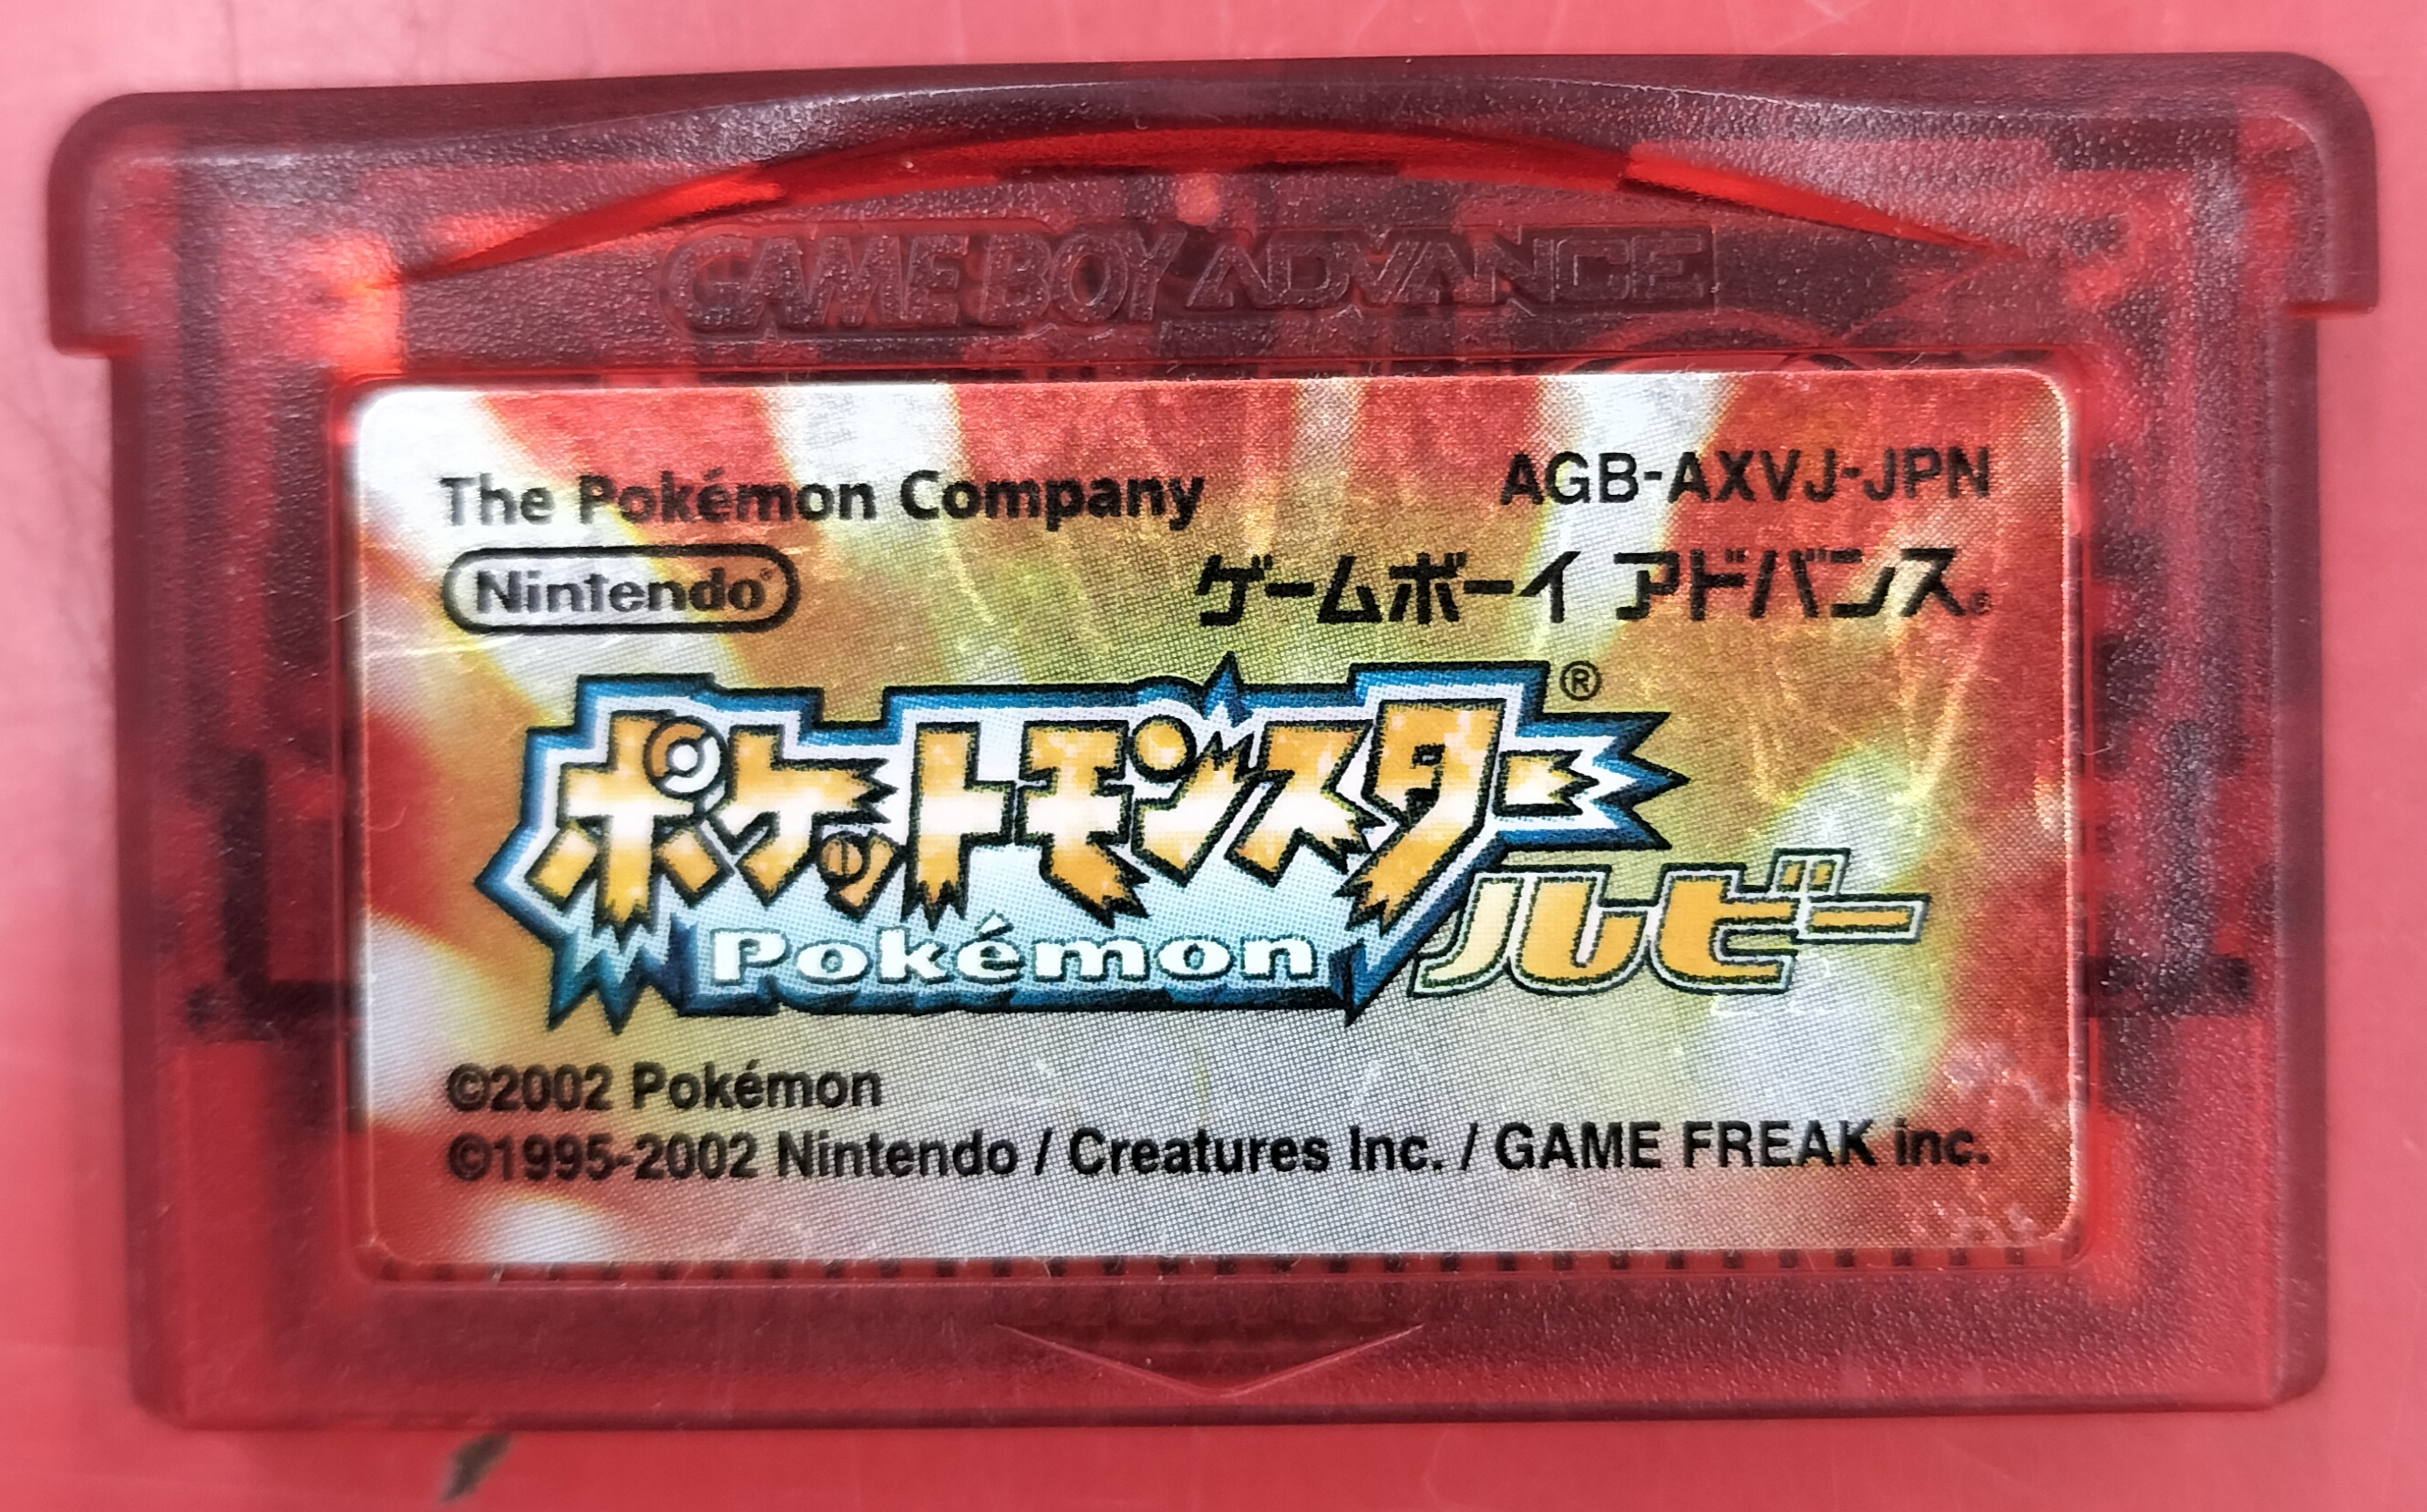 GAME BOY ADVANCE
The Pokémon Company
AGB-AXVJ-JPN
Nintendo®
ゲームボーイ アドバンス®
ポケットモンスター®
Pokémon
ルビー
©2002 Pokémon
©1995-2002 Nintendo / Creatures Inc. / GAME FREAK inc.